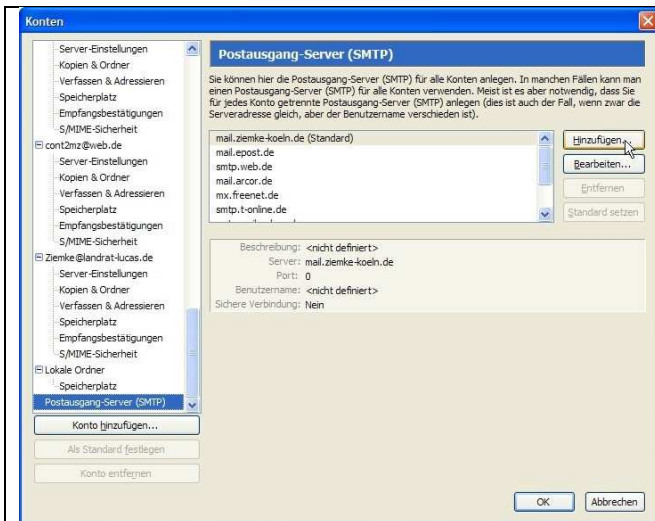 Konten
Server-Einstellungen
Kopien & Ordner
Verfassen & Adressieren
Speicherplatz
Empfangsbestätigungen
S/MIME-Sicherheit
cont2mz@web.de
Server-Einstellungen
Kopien & Ordner
Verfassen & Adressieren
Speicherplatz
Empfangsbestätigungen
S/MIME-Sicherheit
Ziemke@landrat-lucas.de
Server-Einstellungen
Kopien & Ordner
Verfassen & Adressieren
Speicherplatz
Empfangsbestätigungen
S/MIME-Sicherheit
Lokale Ordner
Speicherplatz
Postausgang-Server (SMTP)
Konto hinzufügen...
Als Standard festlegen
Konto entfernen
Postausgang-Server (SMTP)
Sie können hier die Postausgang-Server (SMTP) für alle Konten anlegen. In manchen Fällen kann man
einen Postausgang-Server (SMTP) für alle Konten verwenden. Meist ist es aber notwendig, dass Sie
für jedes Konto getrennte Postausgang-Server (SMTP) anlegen (dies ist auch der Fall, wenn zwar die
Serveradresse gleich, aber der Benutzername verschieden ist).
mail.ziemke-koeln.de (Standard)
mail.epost.de
smtp.web.de
mail.arcor.de
mx.freenet.de
smtp.t-online.de
Hinzufügen...
Bearbeiten...
Entfernen
Standard setzen
Beschreibung: <nicht definiert>
Server: mail.ziemke-koeln.de
Port: 0
Benutzername: <nicht definiert>
Sichere Verbindung: Nein
OK
Abbrechen